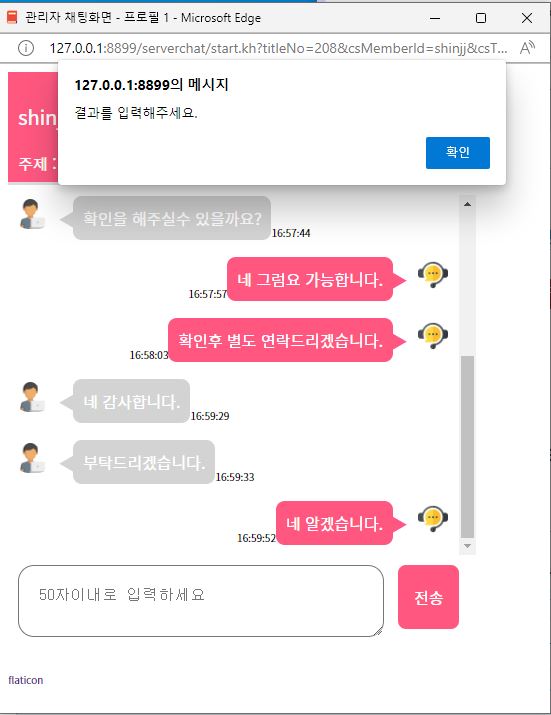 관리자 채팅화면 - 프로필 1 - Microsoft Edge
127.0.0.1:8899/serverchat/start.kh?titleNo=208&csMemberId=shinjj&csT...
127.0.0.1:8899의 메시지
결과를 입력해주세요.
확인
shin
주제 :
확인을 해주실수 있을까요?
16:57:44
네 그럼요 가능합니다.
16:57:57
확인후 별도 연락드리겠습니다.
16:58:03
네 감사합니다.
16:59:29
부탁드리겠습니다.
16:59:33
네 알겠습니다.
16:59:52
50자이내로 입력하세요
전송
flaticon